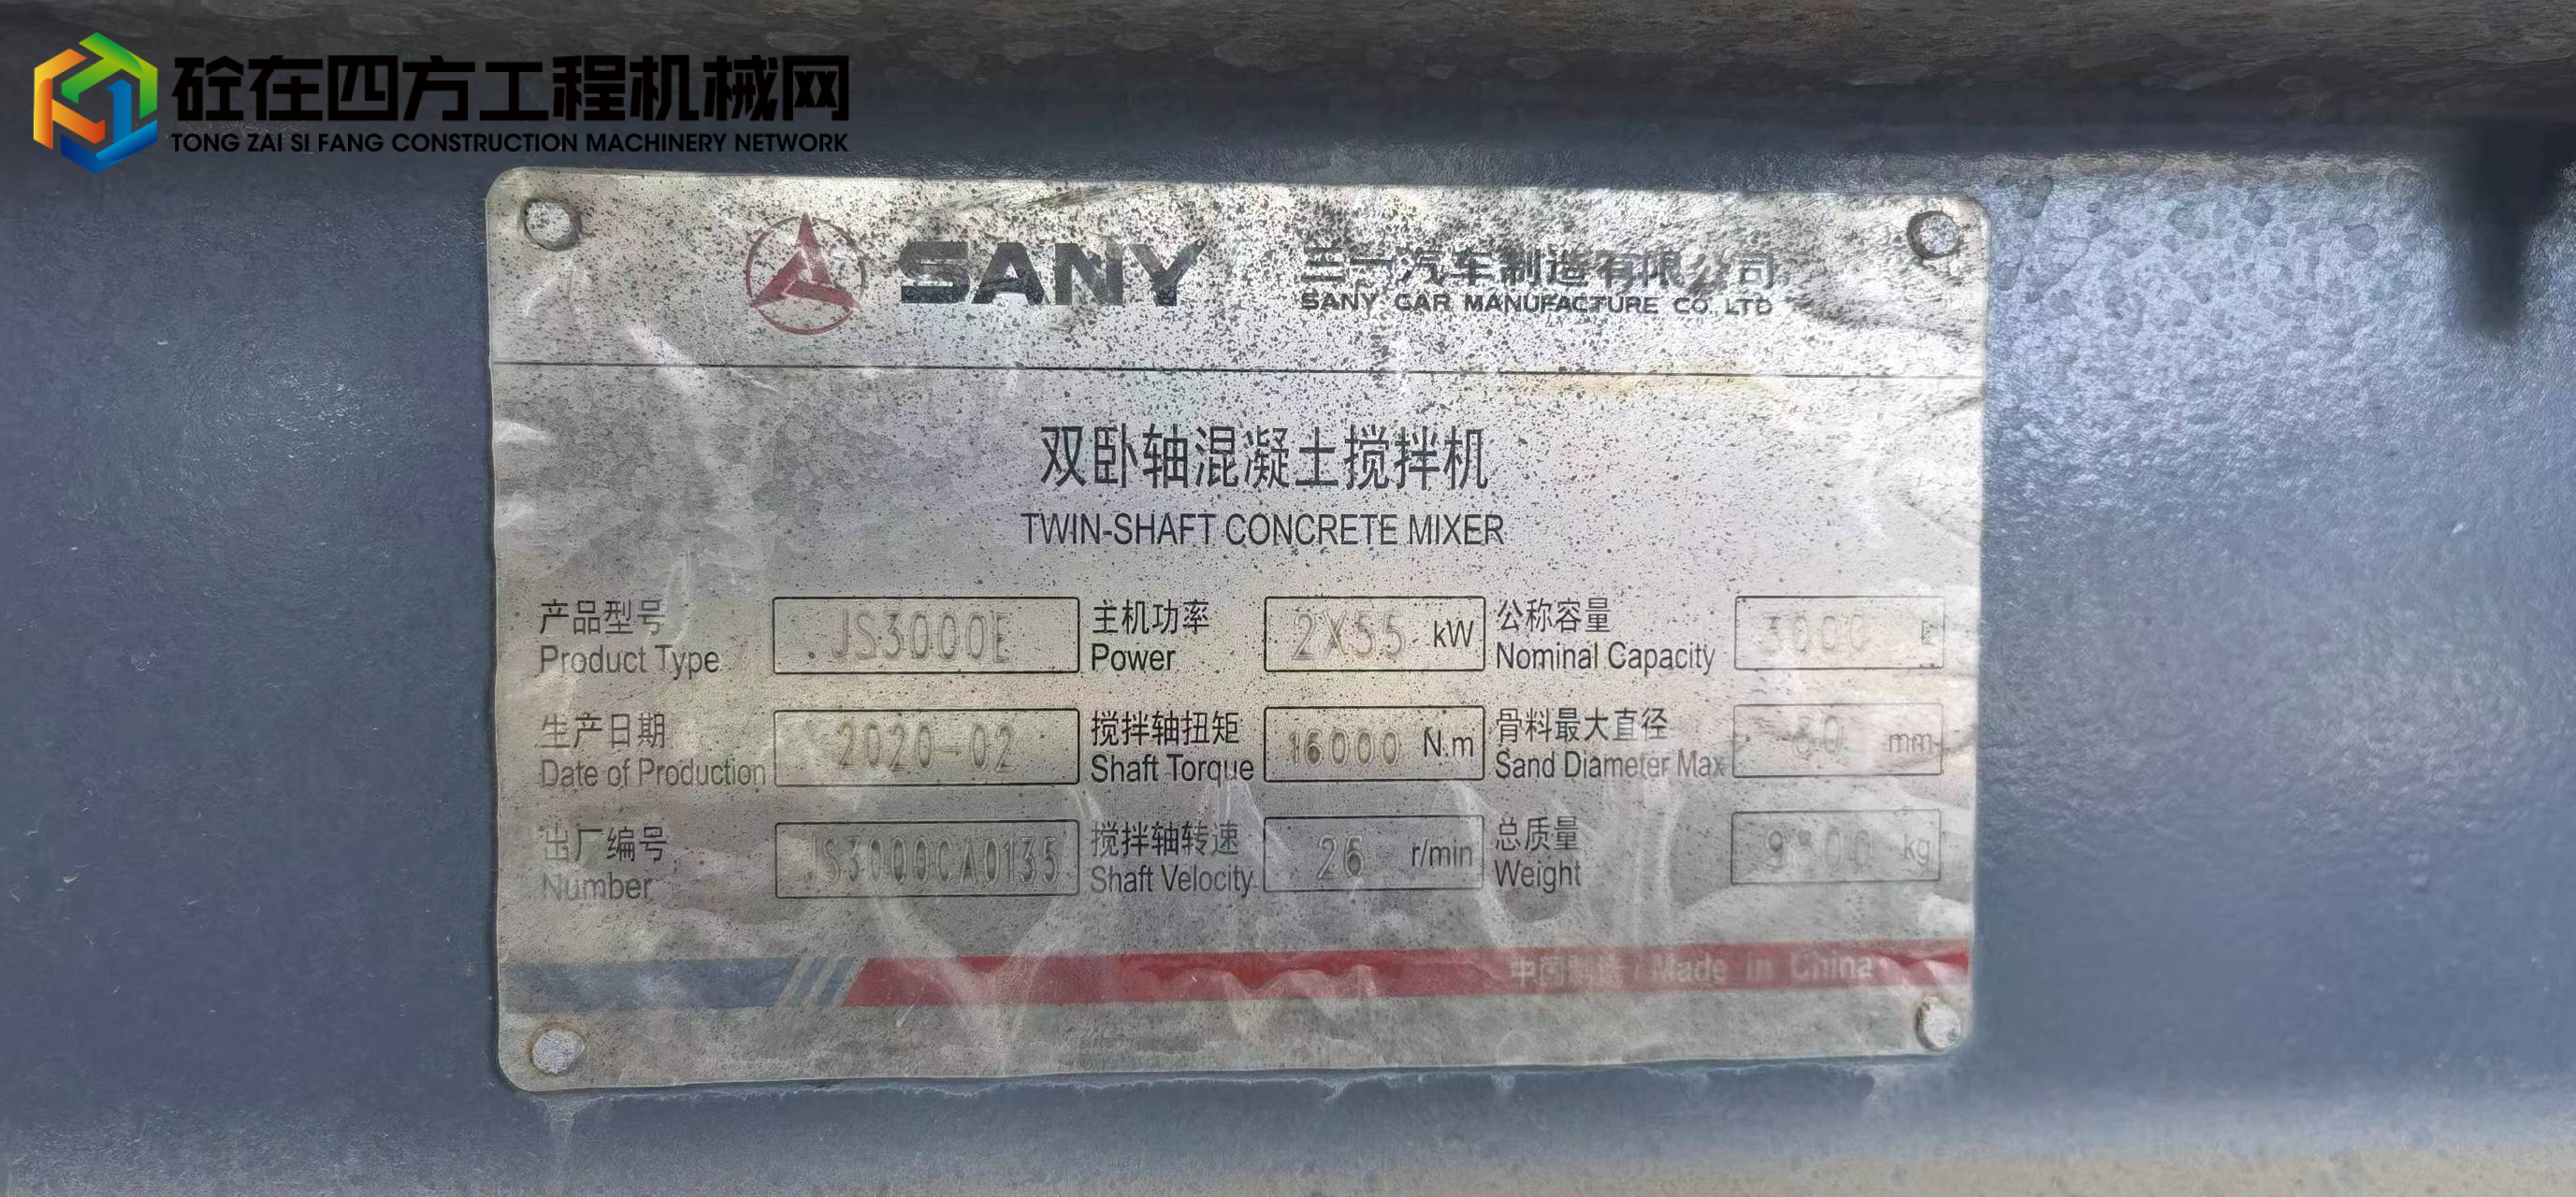 砼在四方工程机械网
TONG ZAI SI FANG CONSTRUCTION MACHINERY NETWORK
SANY 三一汽车制造有限公司
SANY CAR MANUFACTURE CO. LTD
双卧轴混凝土搅拌机
TWIN-SHAFT CONCRETE MIXER
产品型号 JS3000E 主机功率 2X55 kW 公称容量 3000 L
Product Type Power Nominal Capacity
生产日期 2020-02 搅拌轴扭矩 16000 N.m 骨料最大直径 mm
Date of Production Shaft Torque Sand Diameter Max
出厂编号 JS3000CA0135 搅拌轴转速 26 r/min 总质量 kg
Number Shaft Velocity Weight
中国制造 / Made In China